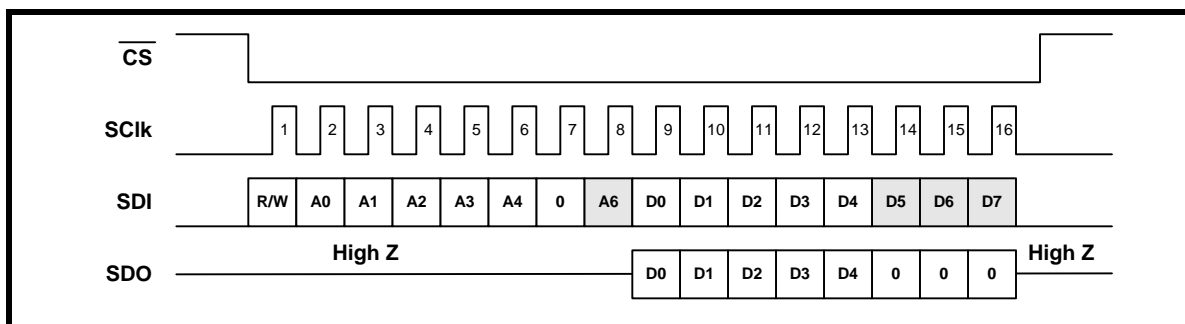 CS
SClk 1 2 3 4 5 6 7 8 9 10 11 12 13 14 15 16
SDI R/W A0 A1 A2 A3 A4 0 A6 D0 D1 D2 D3 D4 D5 D6 D7
High Z High Z
SDO D0 D1 D2 D3 D4 0 0 0